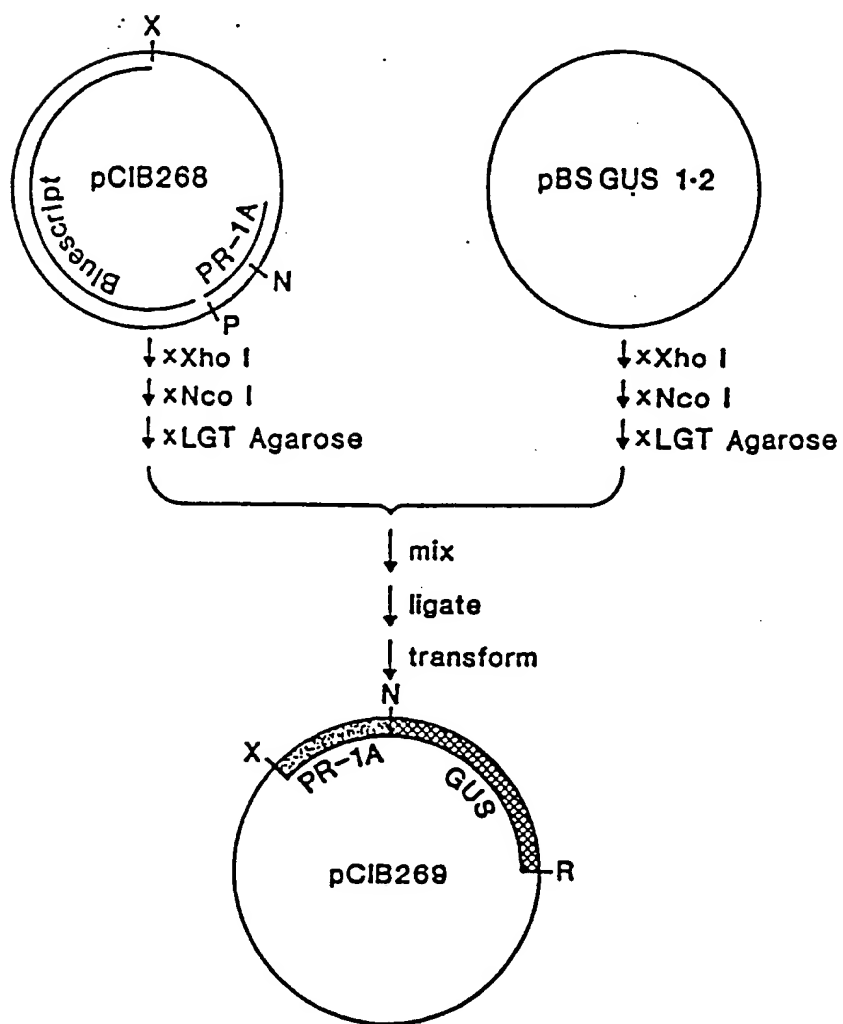 X
pCIB268
Bluescript
PR-1A
N
P
pBS GUS 1·2
xXho I
xNco I
xLGT Agarose
xXho I
xNco I
xLGT Agarose
mix
ligate
transform
N
X
PR-1A
GUS
R
pCIB269